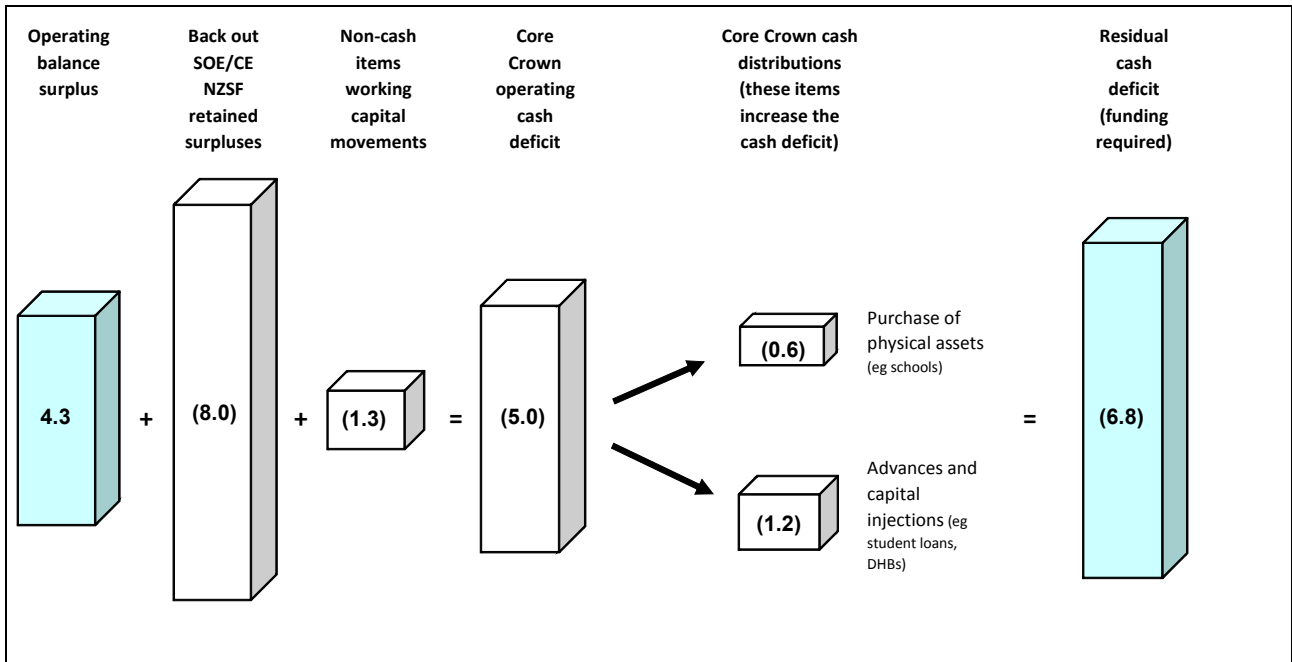 Operating
balance
surplus
Back out
SOE/CE
NZSF
retained
surpluses
Non-cash
items
working
capital
movements
Core
Crown
operating
cash
deficit
Core Crown cash
distributions
(these items
increase the
cash deficit)
Residual
cash
deficit
(funding
required)
4.3
+
(8.0)
+
(1.3)
=
(5.0)
(0.6)
Purchase of
physical assets
(eg schools)
(1.2)
Advances and
capital
injections (eg
student loans,
DHBs)
=
(6.8)